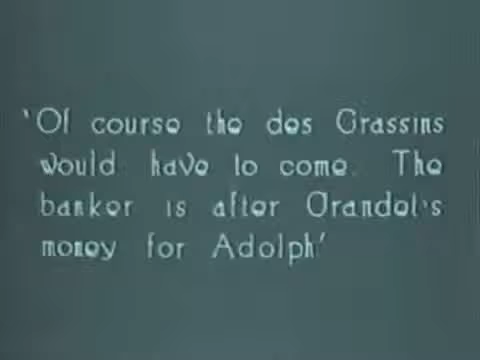 'Of course the des Grassins
would have to come. The
banker is after Grandet's
money for Adolph'